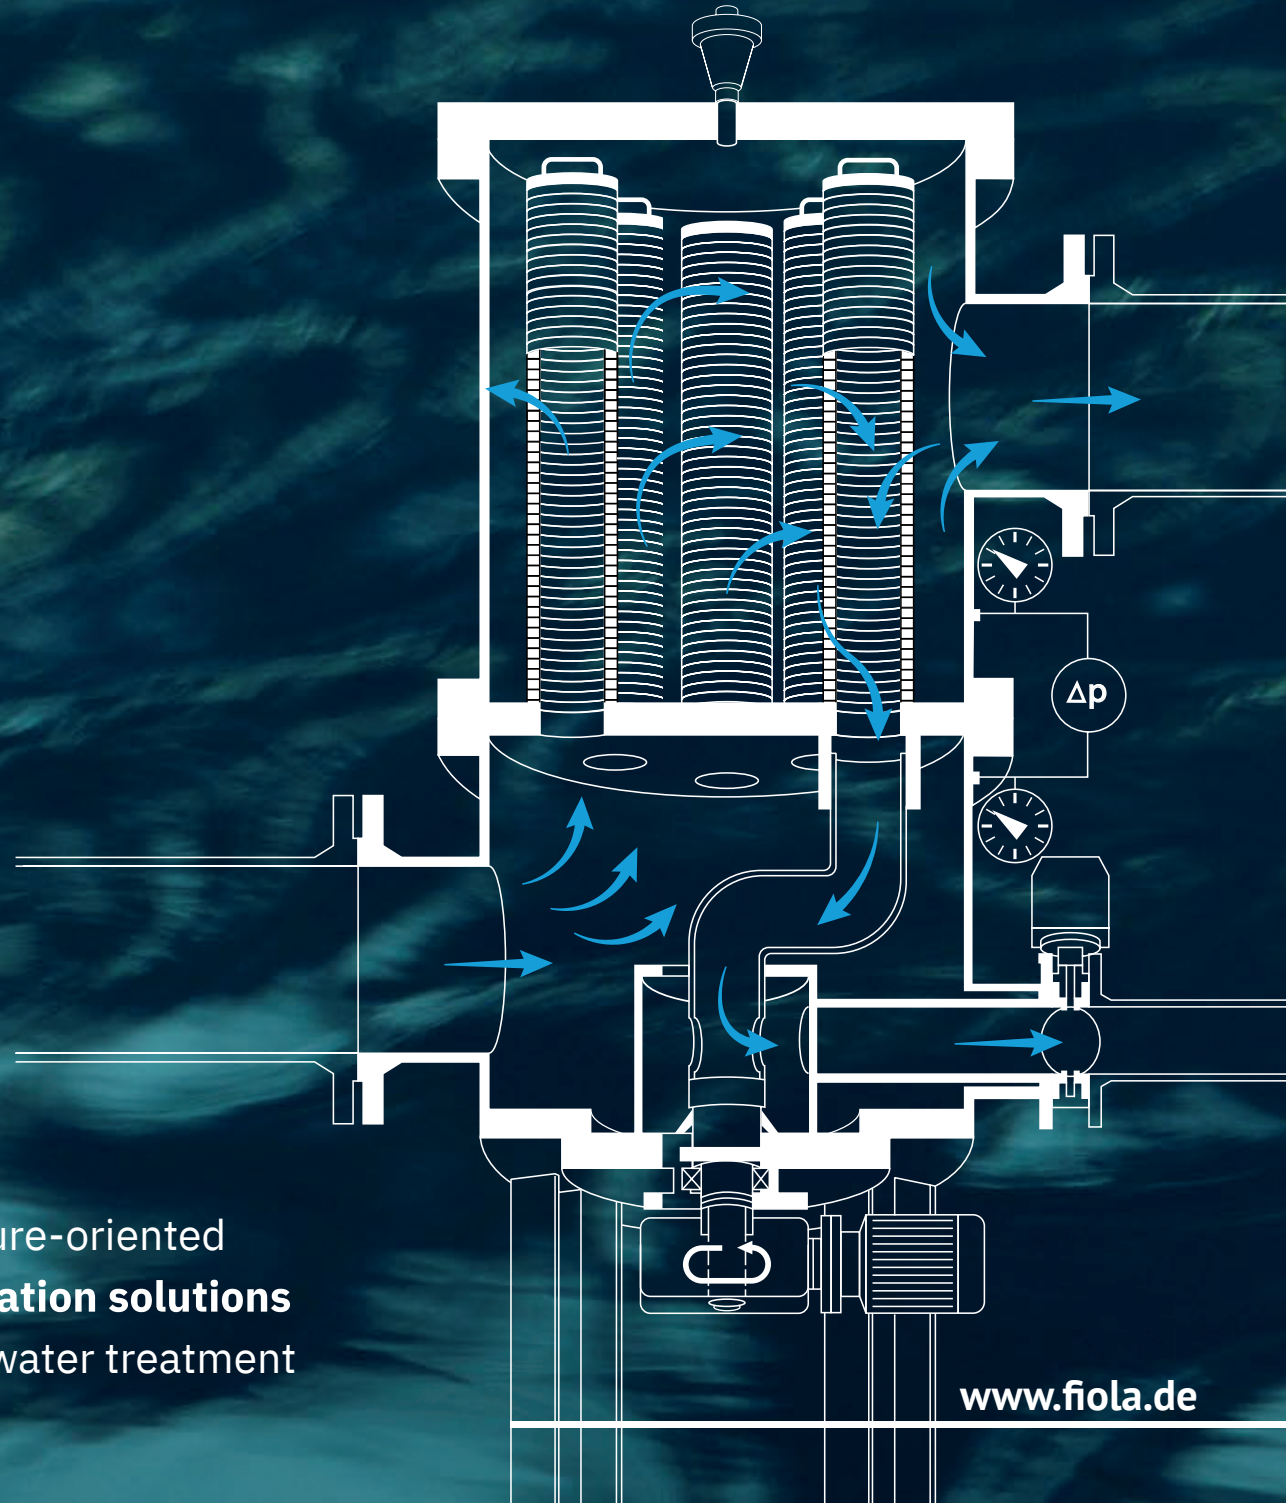 Δp
ure-oriented
ation solutions
water treatment
www.fiola.de